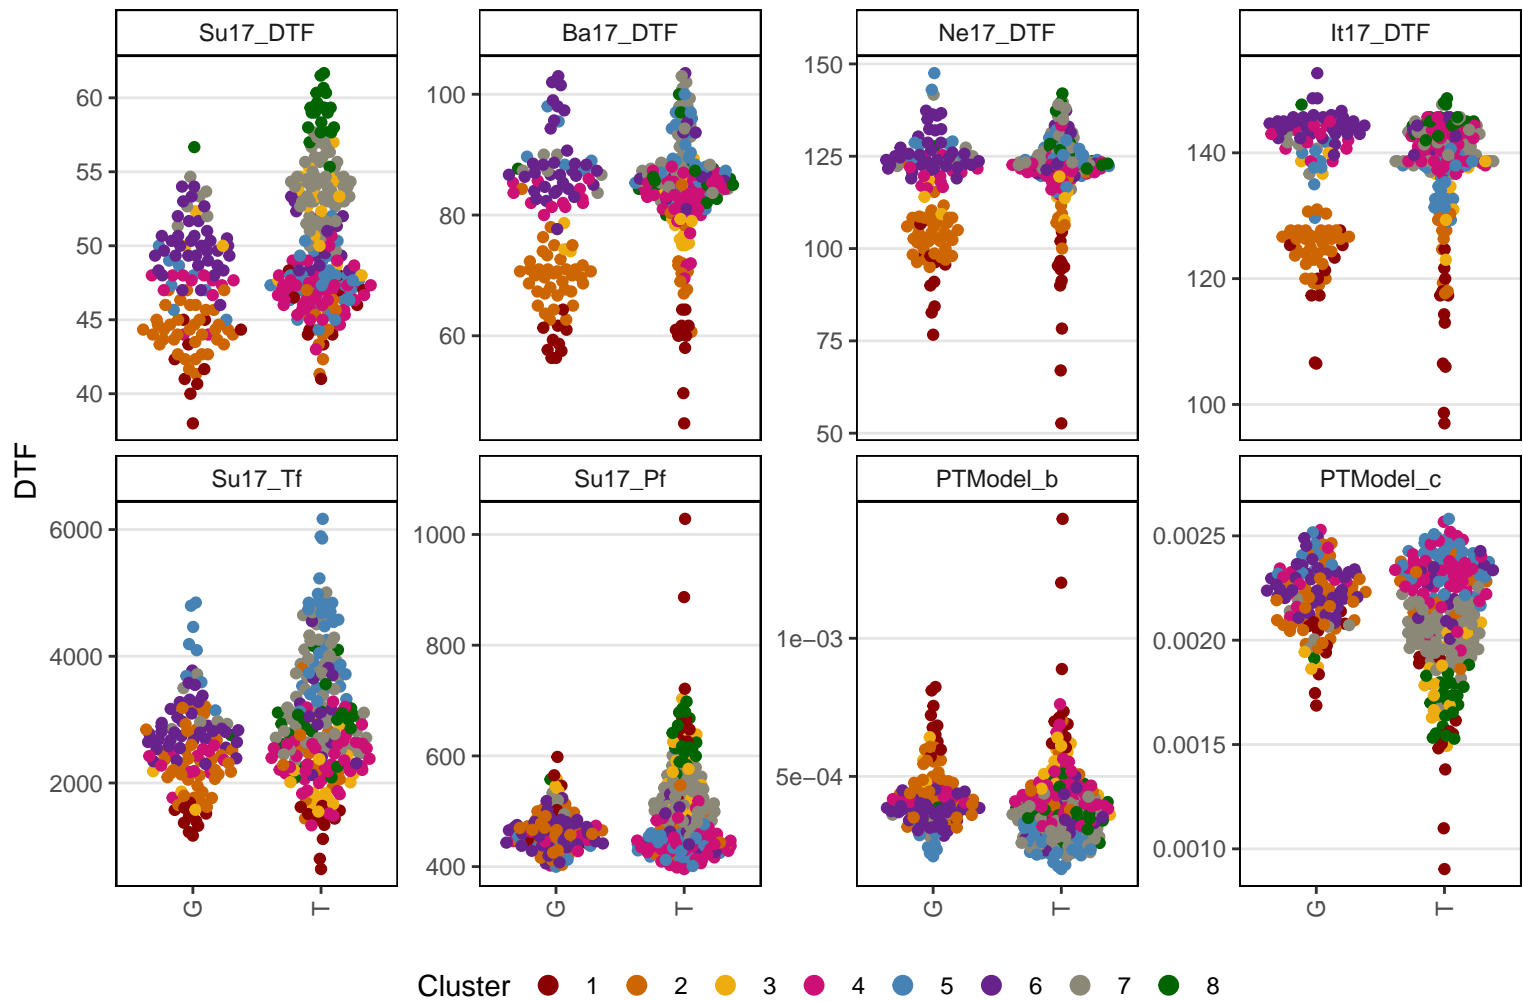 Su17_DTF
Ba17_DTF
Ne17_DTF
It17_DTF
60
55
50
45
40
100
80
60
150
125
100
75
50
140
120
100
DTF
Su17_Tf
Su17_Pf
PTModel_b
PTModel_c
6000
4000
2000
1000
800
600
400
1e−03
5e−04
0.0025
0.0020
0.0015
0.0010
G T G T G T G T
Cluster 1 2 3 4 5 6 7 8